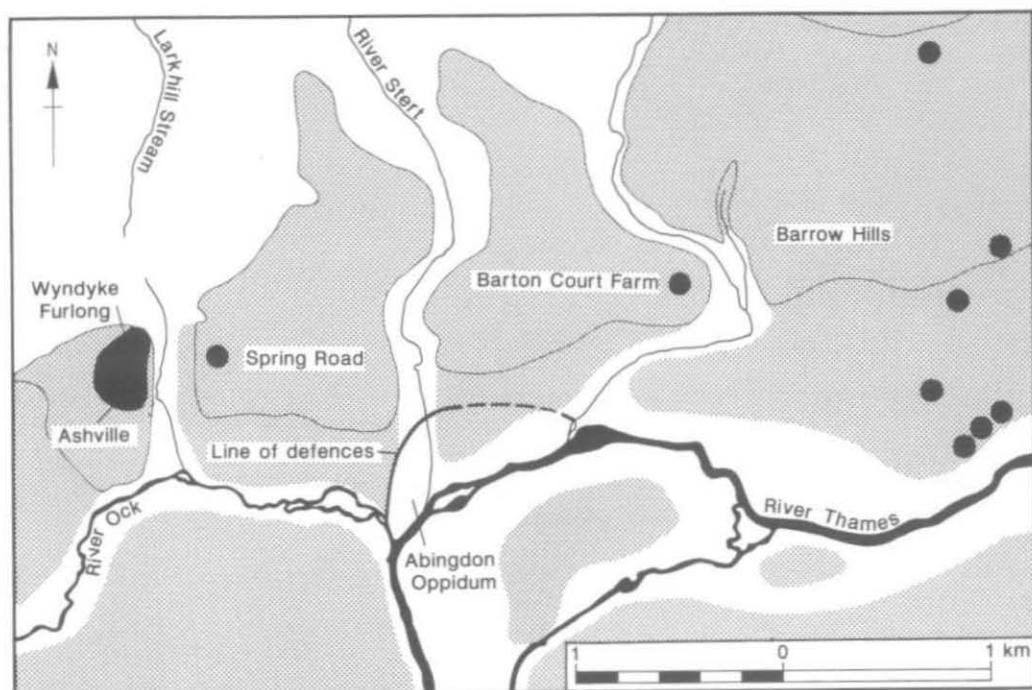 N
Larkhill Stream
River Stert
Barrow Hills
Barton Court Farm
Wyndyke
Furlong
Spring Road
Ashville
Line of defences
River Ock
River Thames
Abingdon
Oppidum
1
0
1 km